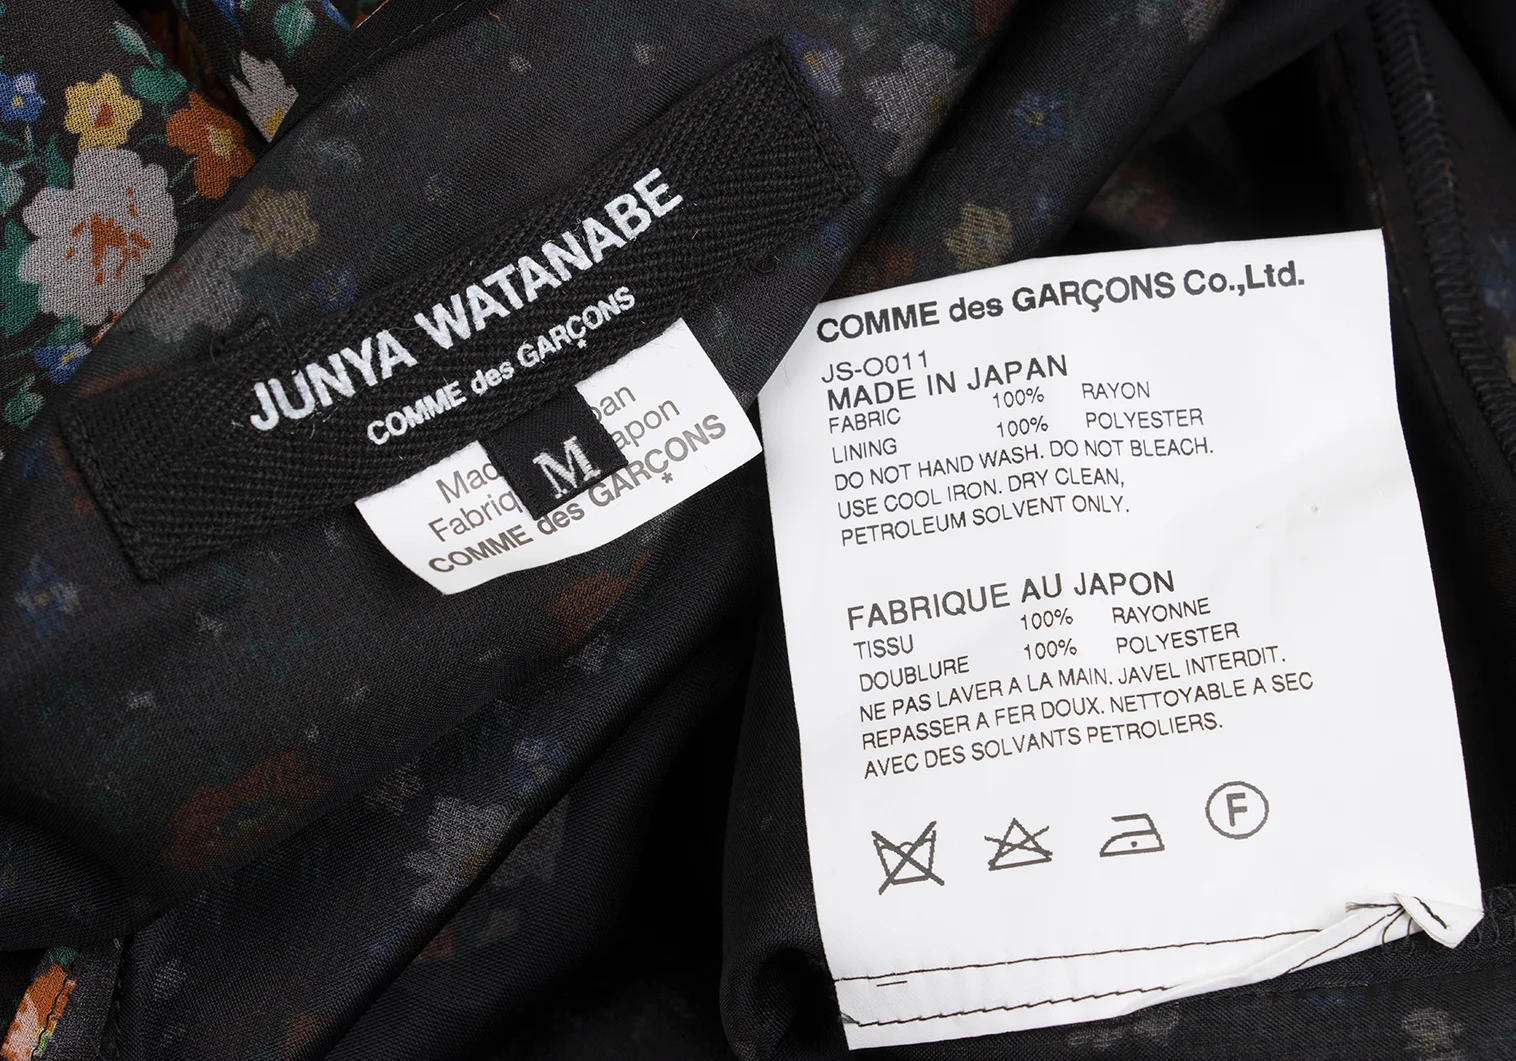 JUNYA WATANABE
COMME des GARÇONS
M
COMME des GARÇONS
COMME des GARÇONS Co.,Ltd.
JS-O011
MADE IN JAPAN
FABRIC 100% RAYON
LINING 100% POLYESTER
DO NOT HAND WASH. DO NOT BLEACH.
USE COOL IRON. DRY CLEAN,
PETROLEUM SOLVENT ONLY.
FABRIQUE AU JAPON
TISSU 100% RAYONNE
DOUBLURE 100% POLYESTER
NE PAS LAVER A LA MAIN. JAVEL INTERDIT.
REPASSER A FER DOUX. NETTOYABLE A SEC
AVEC DES SOLVANTS PETROLIERS.
F